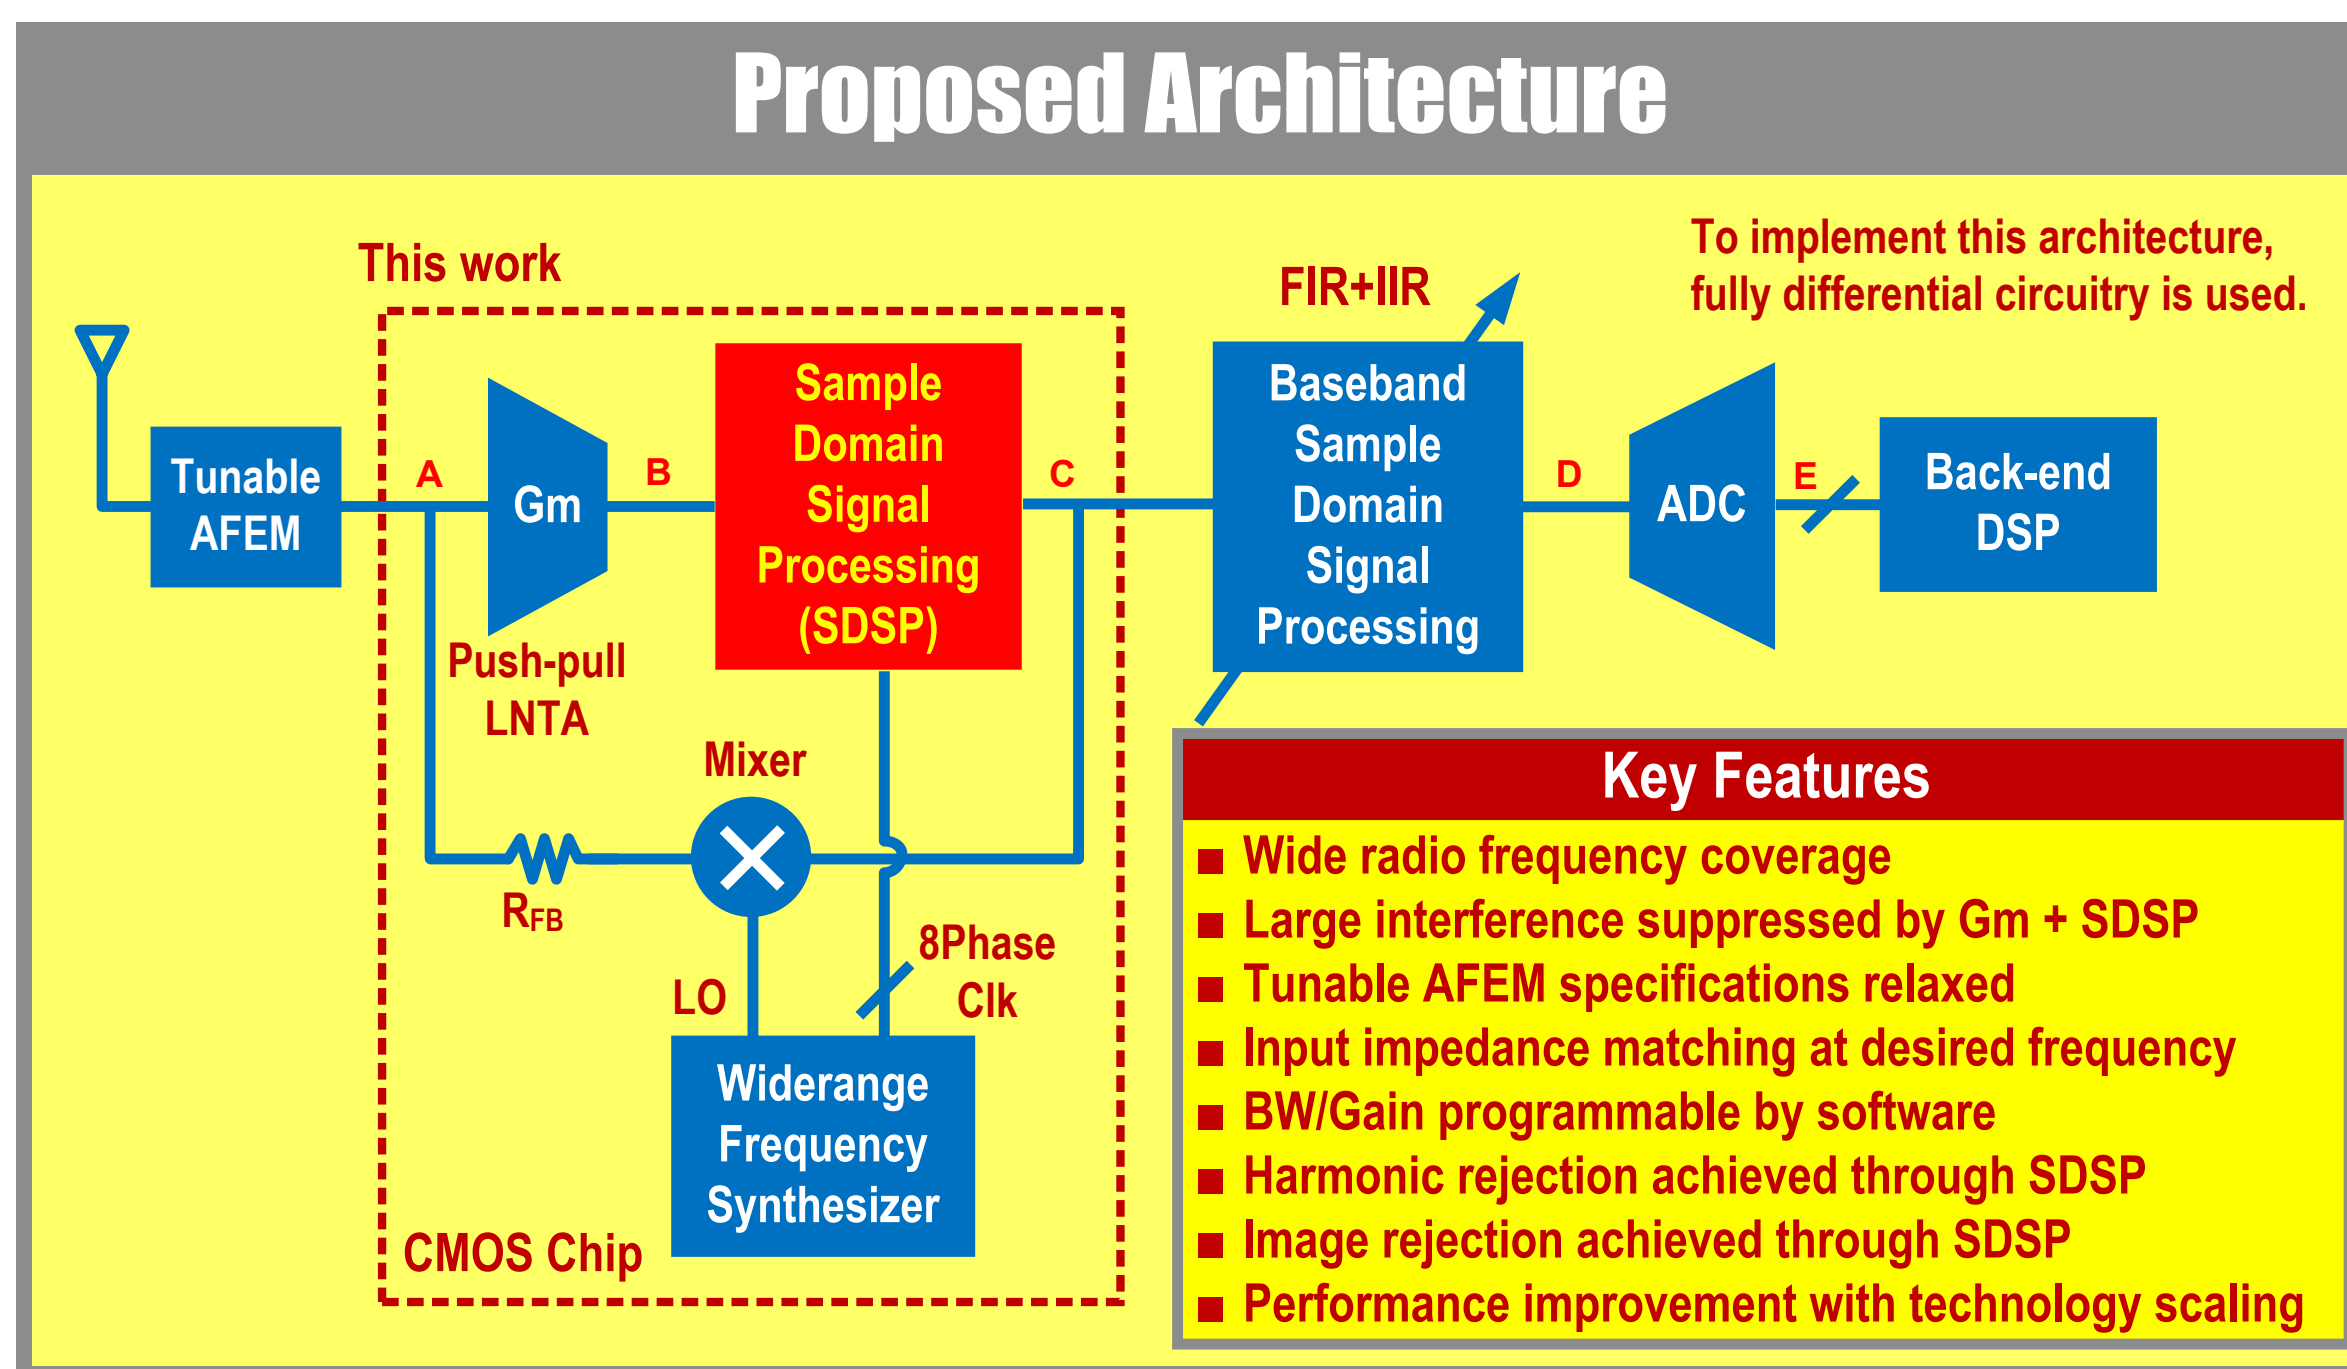 Proposed Architecture
To implement this architecture,
fully differential circuitry is used.
This work
FIR+IIR
Tunable
AFEM
A
Gm
Push-pull
LNTA
B
Sample
Domain
Signal
Processing
(SDSP)
C
Baseband
Sample
Domain
Signal
Processing
D
ADC
E
Back-end
DSP
Mixer
RFB
LO
8Phase
Clk
Widerange
Frequency
Synthesizer
CMOS Chip
Key Features
■ Wide radio frequency coverage
■ Large interference suppressed by Gm + SDSP
■ Tunable AFEM specifications relaxed
■ Input impedance matching at desired frequency
■ BW/Gain programmable by software
■ Harmonic rejection achieved through SDSP
■ Image rejection achieved through SDSP
■ Performance improvement with technology scaling